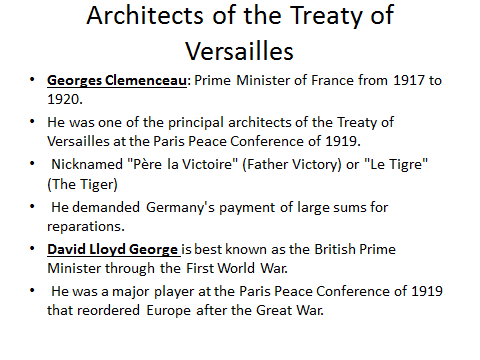 Architects of the Treaty of
Versailles
• Georges Clemenceau: Prime Minister of France from 1917 to
1920.
• He was one of the principal architects of the Treaty of
Versailles at the Paris Peace Conference of 1919.
• Nicknamed "Père la Victoire" (Father Victory) or "Le Tigre"
(The Tiger)
• He demanded Germany's payment of large sums for
reparations.
• David Lloyd George is best known as the British Prime
Minister through the First World War.
• He was a major player at the Paris Peace Conference of 1919
that reordered Europe after the Great War.